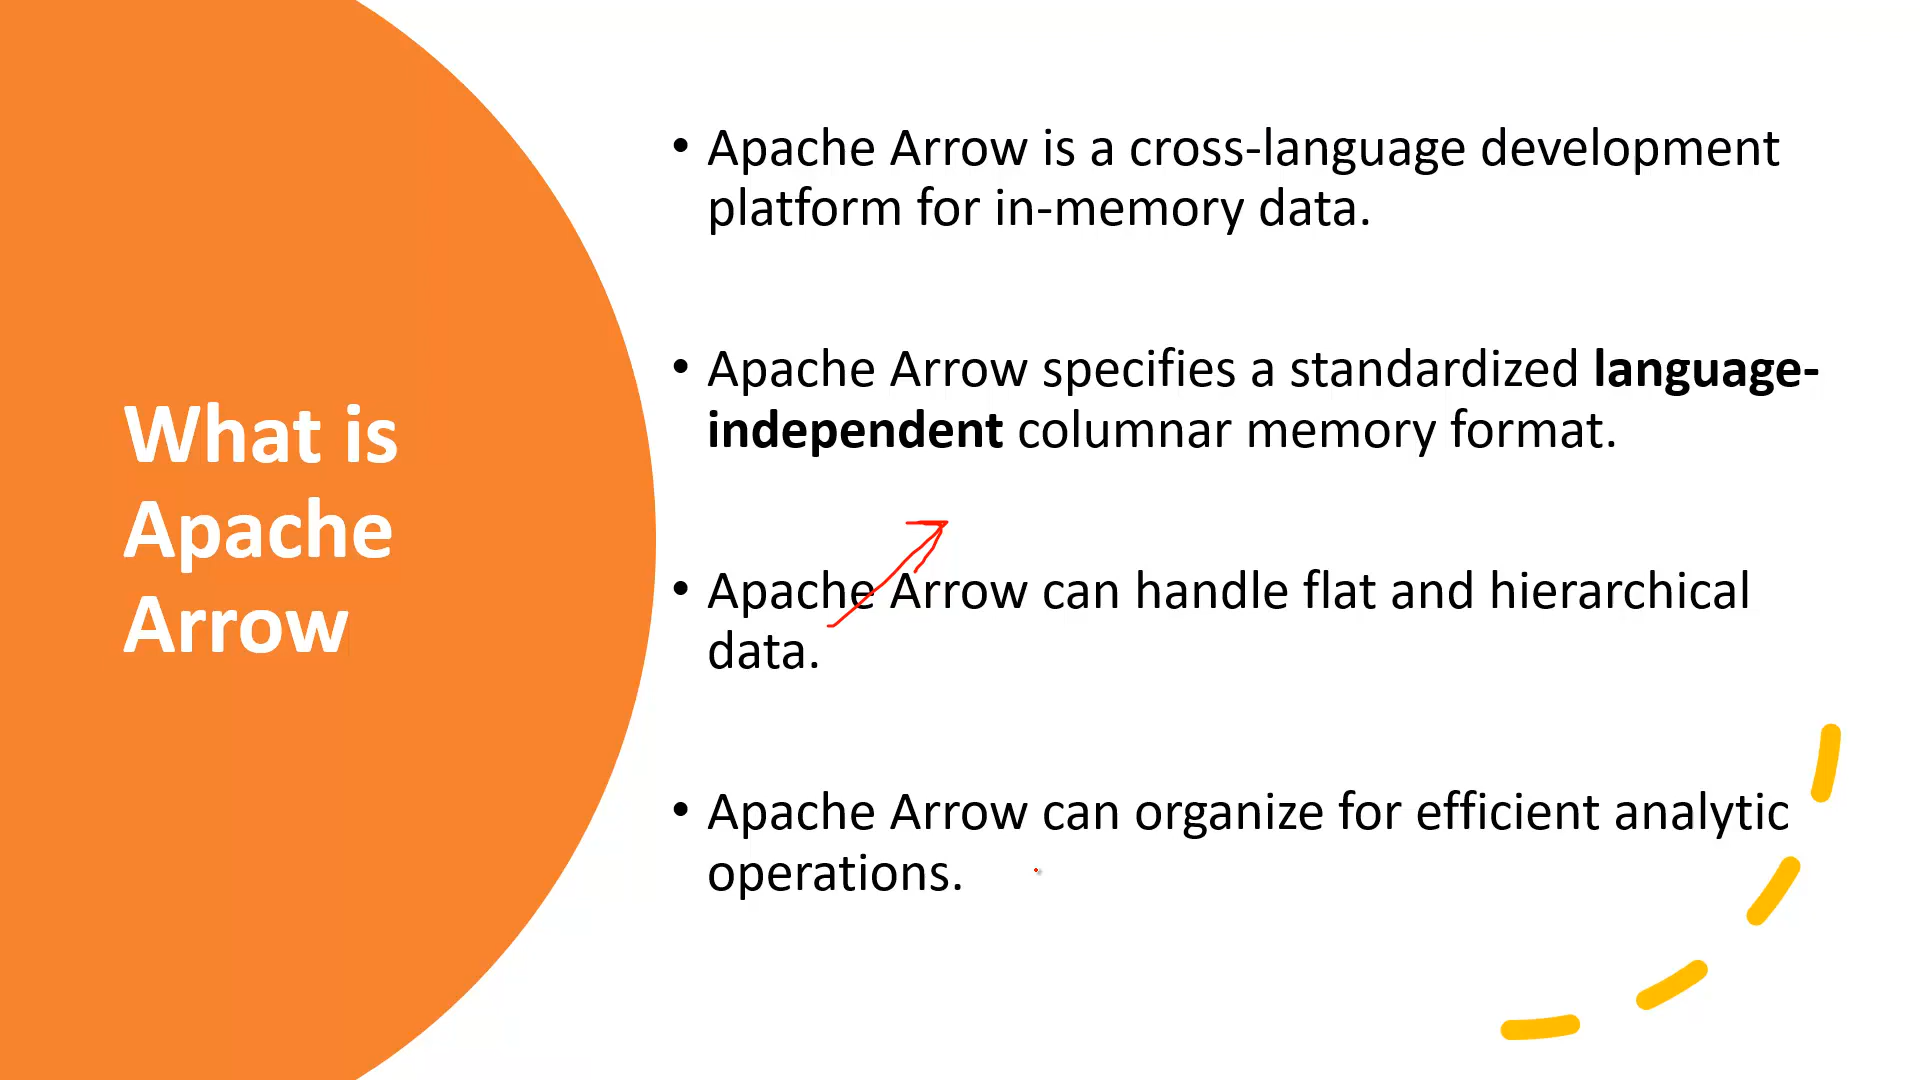 What is
Apache
Arrow
• Apache Arrow is a cross-language development
platform for in-memory data.
• Apache Arrow specifies a standardized language-
independent columnar memory format.
• Apache Arrow can handle flat and hierarchical
data.
• Apache Arrow can organize for efficient analytic
operations.